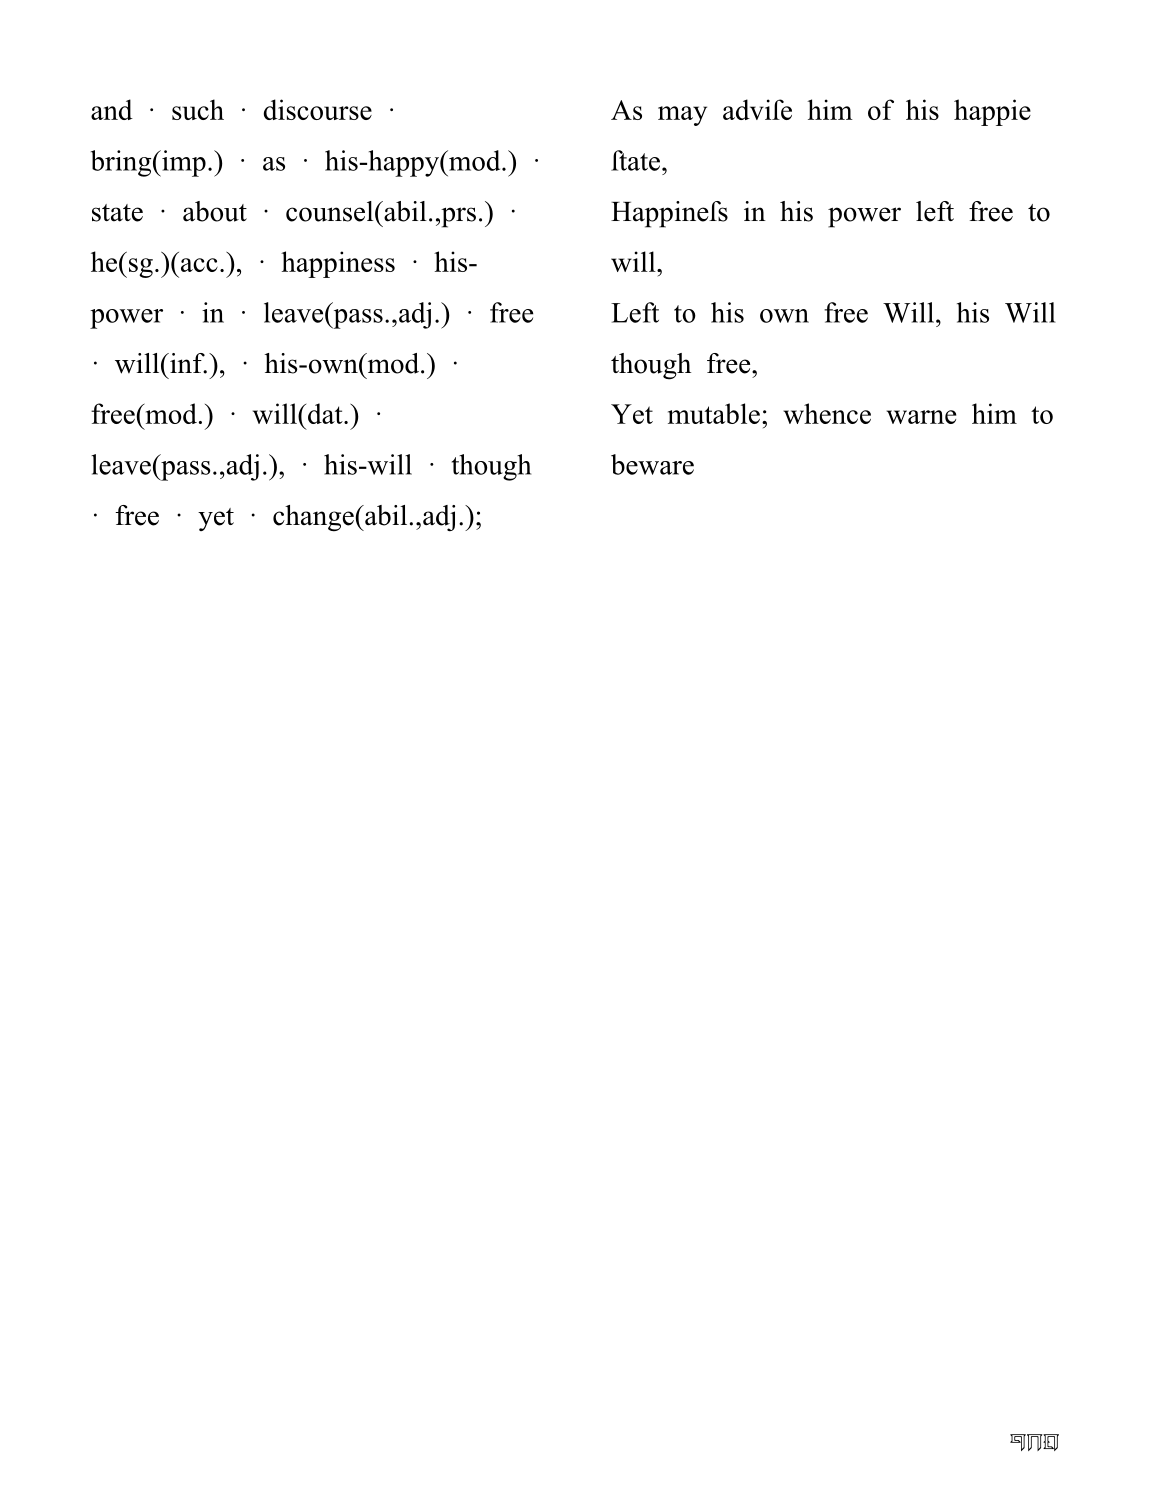 and · such · discourse ·
bring(imp.) · as · his-happy(mod.) ·
state · about · counsel(abil.,prs.) ·
he(sg.)(acc.), · happiness · his-
power · in · leave(pass.,adj.) · free
· will(inf.), · his-own(mod.) ·
free(mod.) · will(dat.) ·
leave(pass.,adj.), · his-will · though
· free · yet · change(abil.,adj.);
As may adviſe him of his happie
ſtate,
Happineſs in his power left free to
will,
Left to his own free Will, his Will
though free,
Yet mutable; whence warne him to
beware